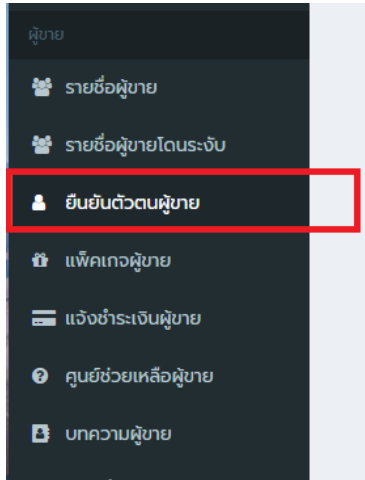 ผู้ขาย
รายชื่อผู้ขาย
รายชื่อผู้ขายโดนระงับ
ยืนยันตัวตนผู้ขาย
แพ็คเกจผู้ขาย
แจ้งชำระเงินผู้ขาย
ศูนย์ช่วยเหลือผู้ขาย
บทความผู้ขาย